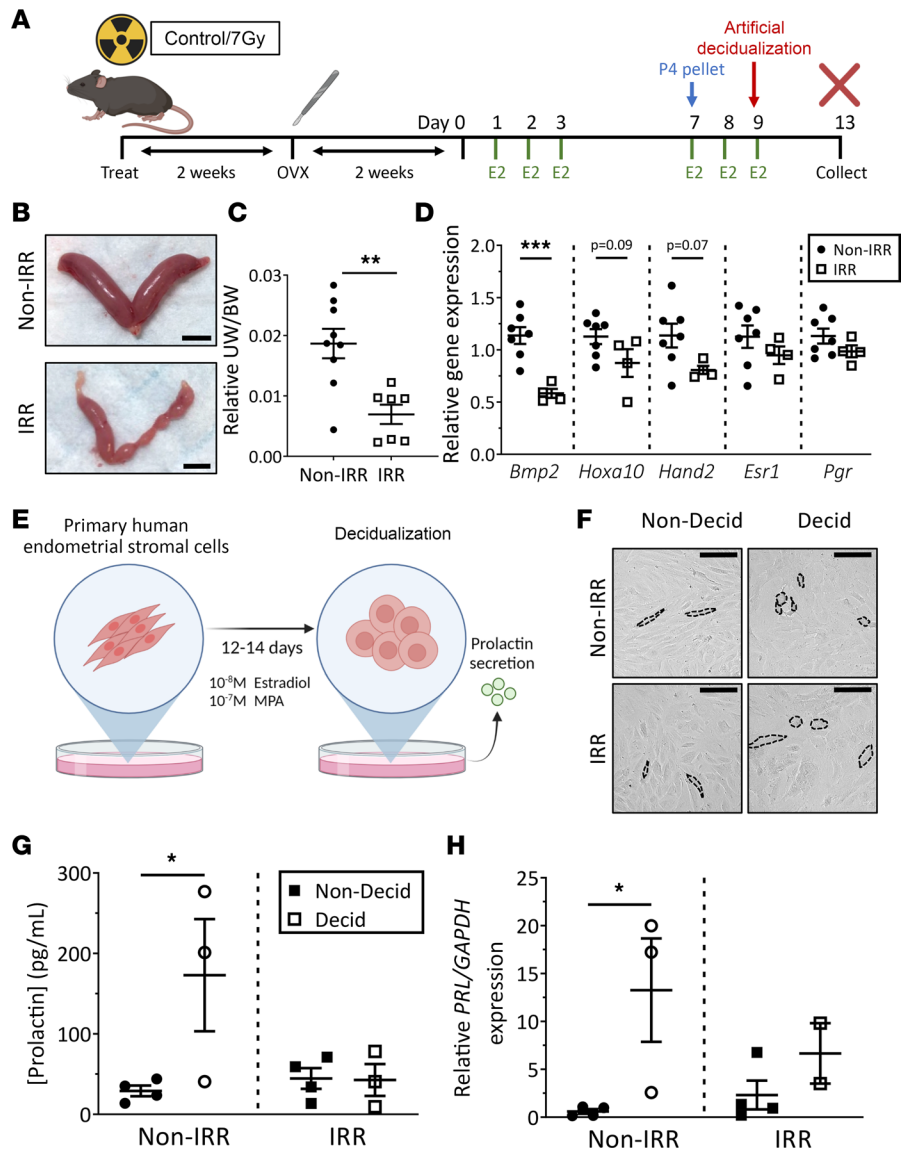 A
Control/7Gy
Artificial
decidualization
P4 pellet
Day 0 1 2 3 7 8 9 13
Treat 2 weeks OVX 2 weeks E2 E2 E2 E2 E2 E2 Collect
B
Non-IRR
IRR
C
Relative UW/BW
0.03
0.02
0.01
0.00
**
Non-IRR IRR
D
Relative gene expression
2.0
1.5
1.0
0.5
0.0
*** p=0.09 p=0.07
Non-IRR
IRR
Bmp2 Hoxa10 Hand2 Esr1 Pgr
E
Primary human
endometrial stromal cells
Decidualization
12-14 days
10⁻⁸M Estradiol
10⁻⁷M MPA
Prolactin
secretion
F
Non-Decid Decid
Non-IRR
IRR
G
[Prolactin] (pg/mL)
300
200
100
0
*
Non-Decid
Decid
Non-IRR IRR
H
Relative PRL/GAPDH
expression
25
20
15
10
5
0
*
Non-IRR IRR